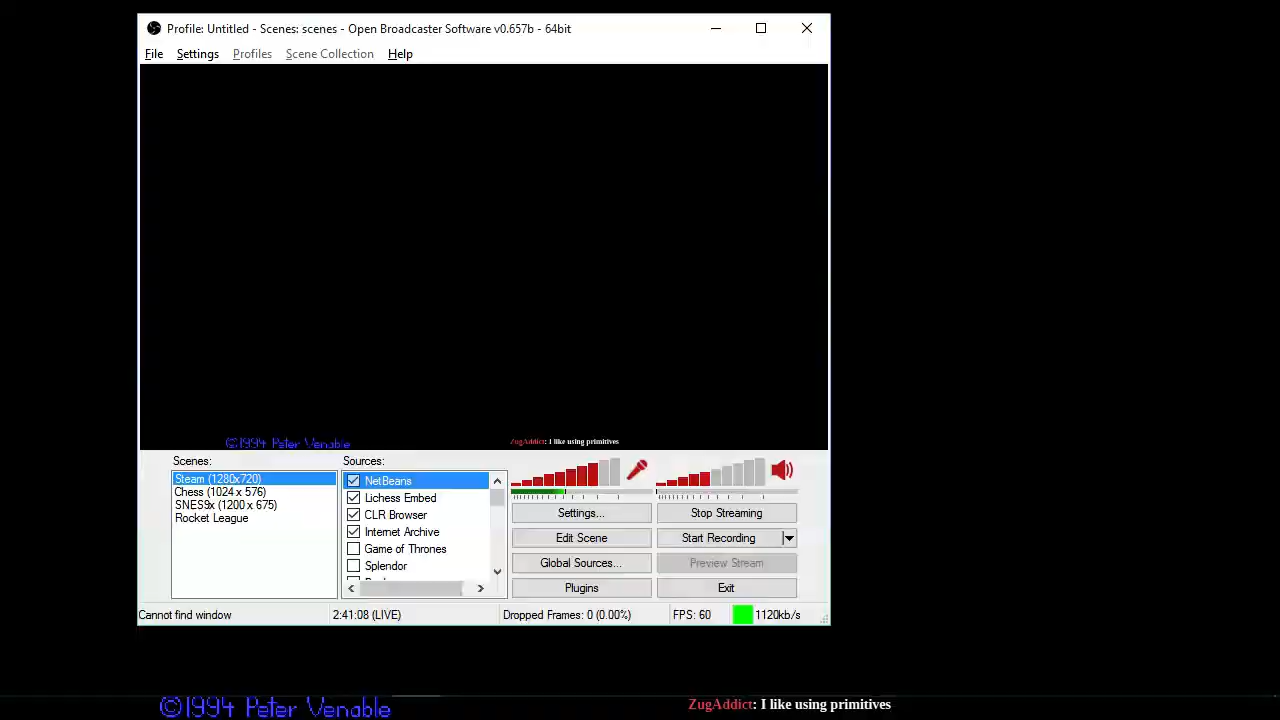 Profile: Untitled - Scenes: scenes - Open Broadcaster Software v0.657b - 64bit
File Settings Profiles Scene Collection Help
©1994 Peter Venable
ZugAddict: I like using primitives
Scenes:
Steam (1280x720)
Chess (1024 x 576)
SNES9x (1200 x 675)
Rocket League
Sources:
NetBeans
Lichess Embed
CLR Browser
Internet Archive
Game of Thrones
Splendor
Settings...
Stop Streaming
Edit Scene
Start Recording
Global Sources...
Preview Stream
Plugins
Exit
Cannot find window
2:41:08 (LIVE)
Dropped Frames: 0 (0.00%)
FPS: 60
1120kb/s
©1994 Peter Venable
ZugAddict: I like using primitives